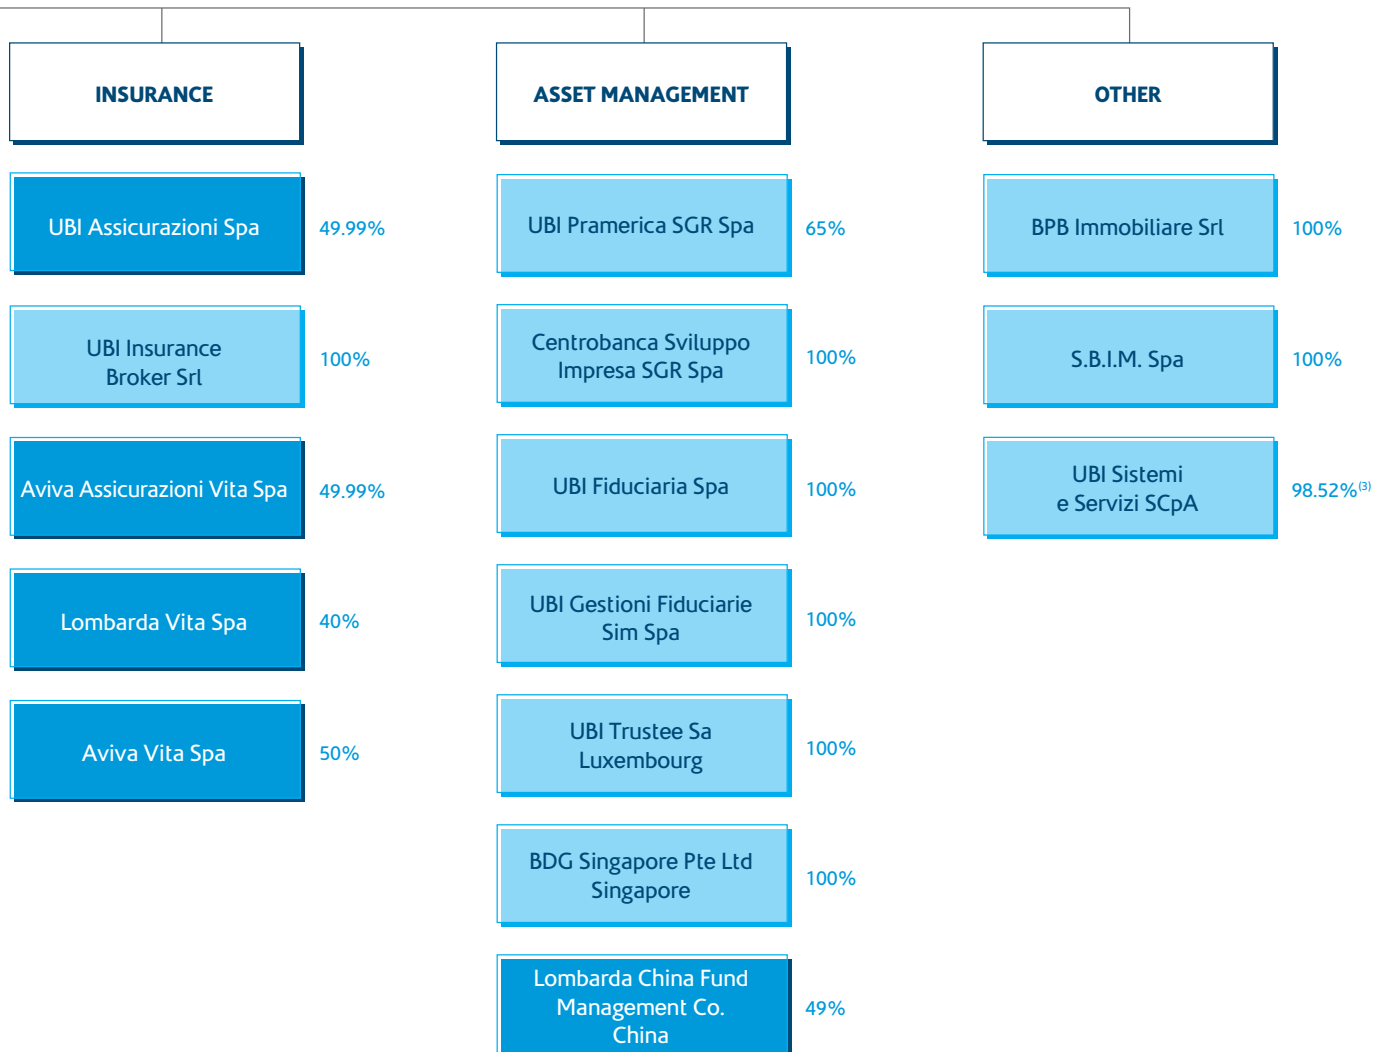 INSURANCE
UBI Assicurazioni Spa
49.99%
UBI Insurance
Broker Srl
100%
Aviva Assicurazioni Vita Spa
49.99%
Lombarda Vita Spa
40%
Aviva Vita Spa
50%
ASSET MANAGEMENT
UBI Pramerica SGR Spa
65%
Centrobanca Sviluppo
Impresa SGR Spa
100%
UBI Fiduciaria Spa
100%
UBI Gestioni Fiduciarie
Sim Spa
100%
UBI Trustee Sa
Luxembourg
100%
BDG Singapore Pte Ltd
Singapore
100%
Lombarda China Fund
Management Co.
China
49%
OTHER
BPB Immobiliare Srl
100%
S.B.I.M. Spa
100%
UBI Sistemi
e Servizi SCpA
98.52%(3)